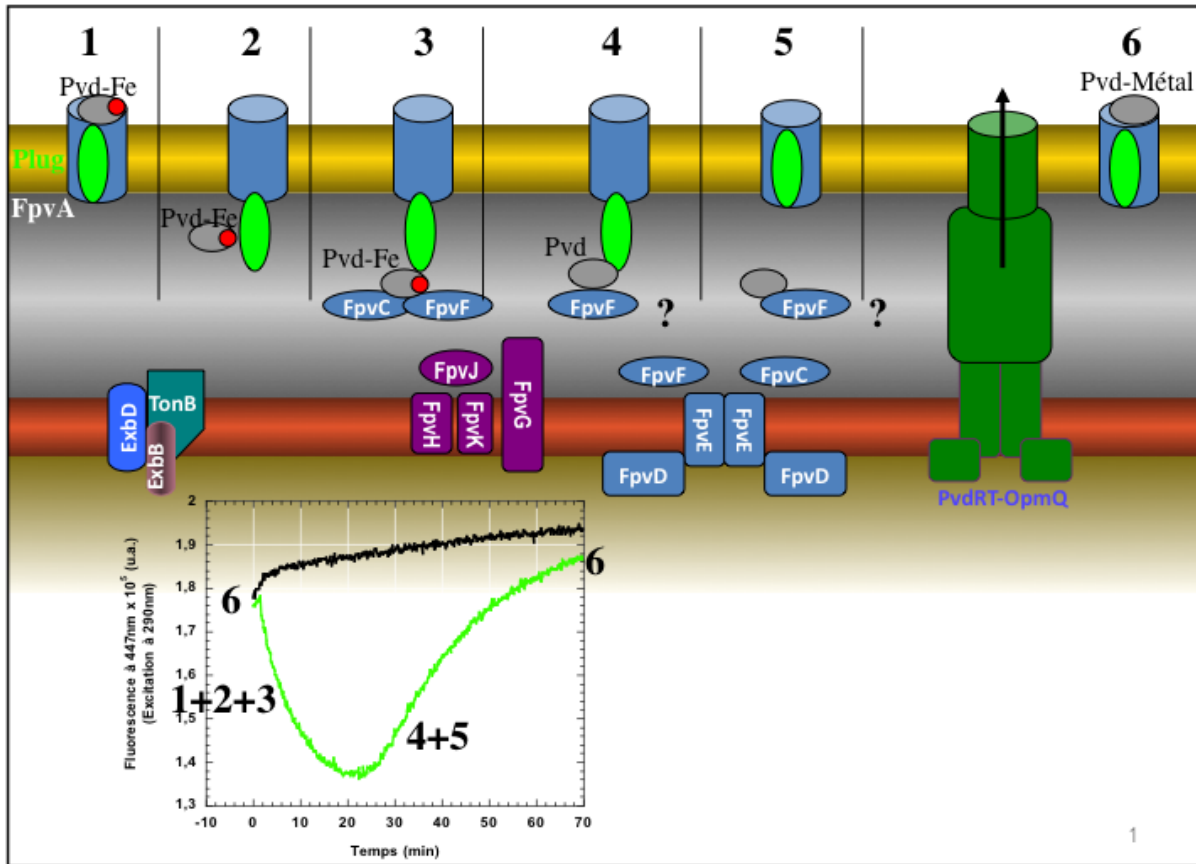 1 2 3 4 5 6
Pvd-Fe
Pvd-Métal
Plug
FpvA
Pvd-Fe
Pvd-Fe
Pvd
FpvC FpvF
FpvF ?
FpvF ?
FpvJ
FpvG
FpvF
FpvC
ExbD
TonB
ExbB
FpvH
FpvK
FpvE
FpvE
FpvD
FpvD
PvdRT-OpmQ
Fluorescence à 447nm x 10⁵ (u.a.)
(Excitation à 290nm)
2
1,9
1,8
1,7
1,6
1,5
1,4
1,3
6
6
1+2+3
4+5
-10 0 10 20 30 40 50 60 70
Temps (min)
1